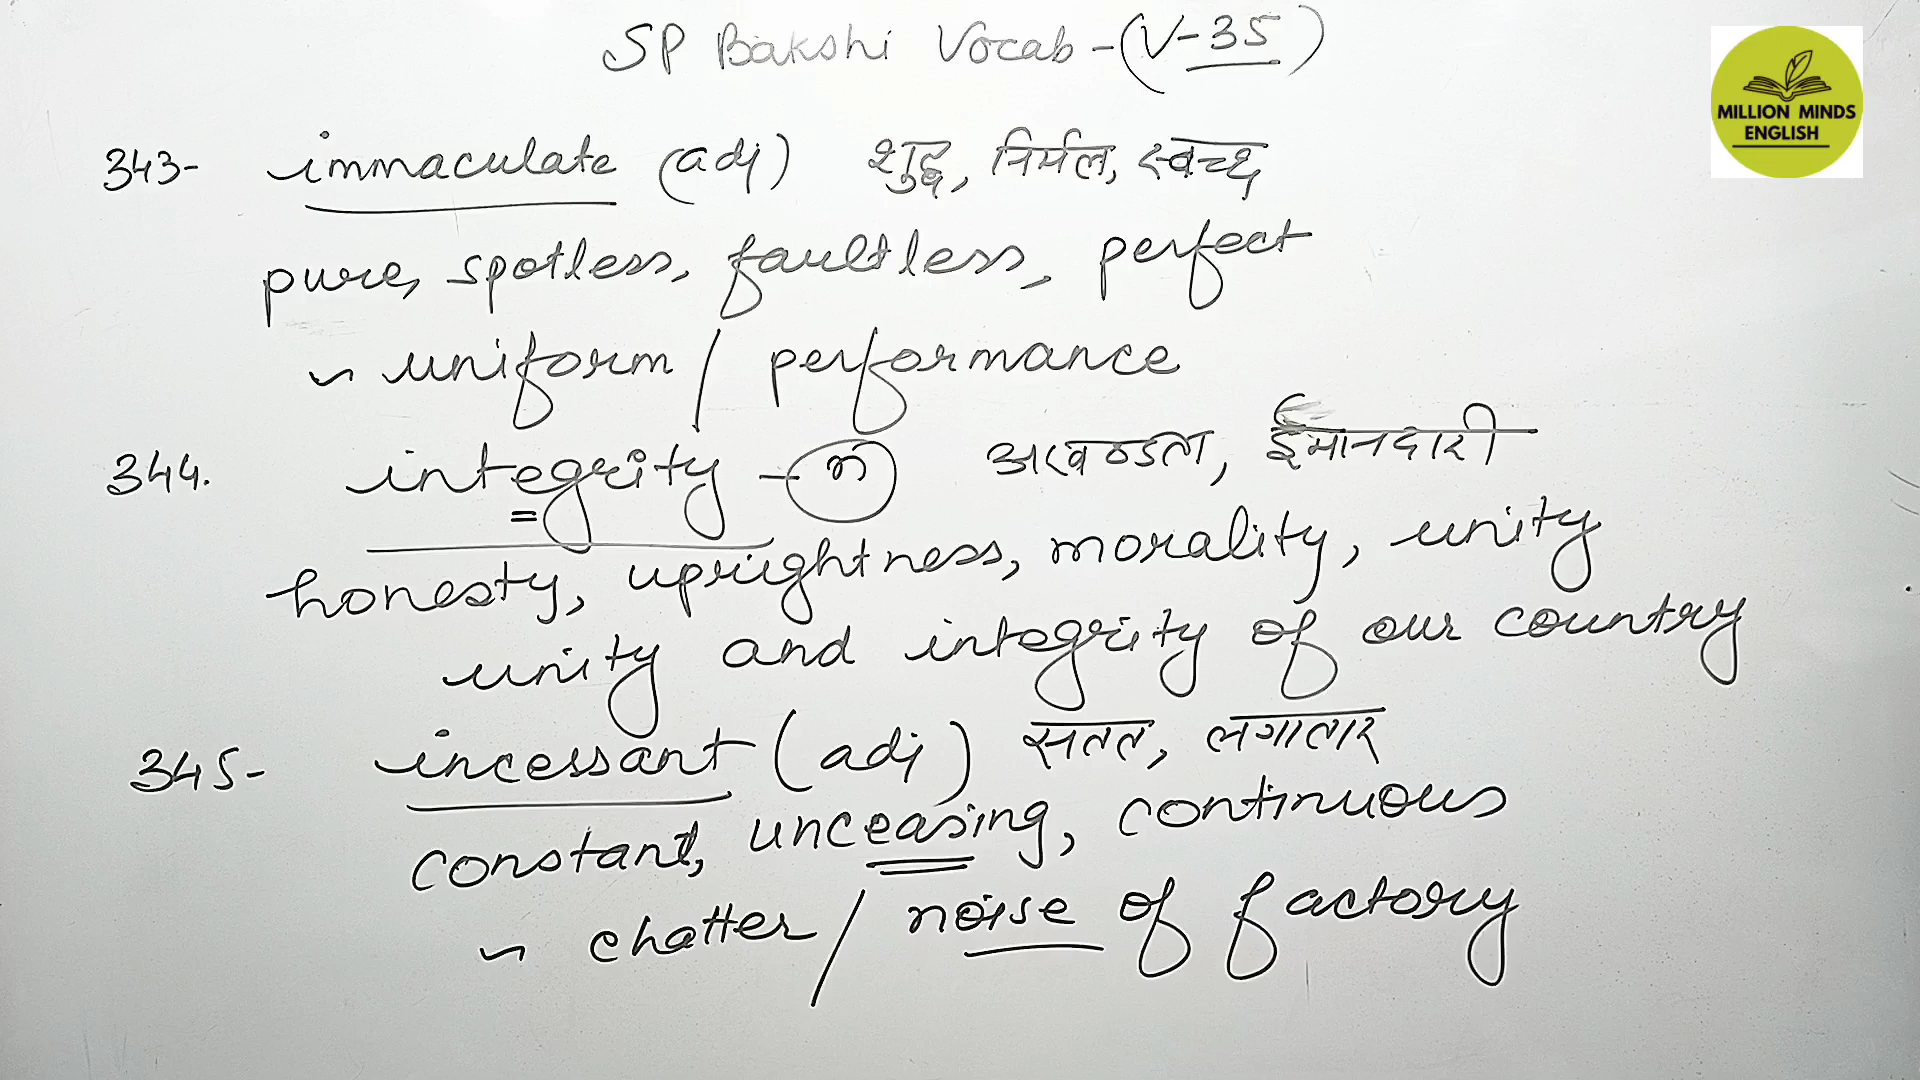 SP Bakshi Vocab - (V-35)
MILLION MINDS
ENGLISH
343- immaculate (adj) शुद्ध, निर्मल, स्वच्छ
pure, spotless, faultless, perfect
~ uniform / performance
344. integrity - n अखण्डता, ईमानदारी
honesty, uprightness, morality, unity
unity and integrity of our country
345- incessant (adj) सतत, लगातार
constant, unceasing, continuous
~ chatter / noise of factory